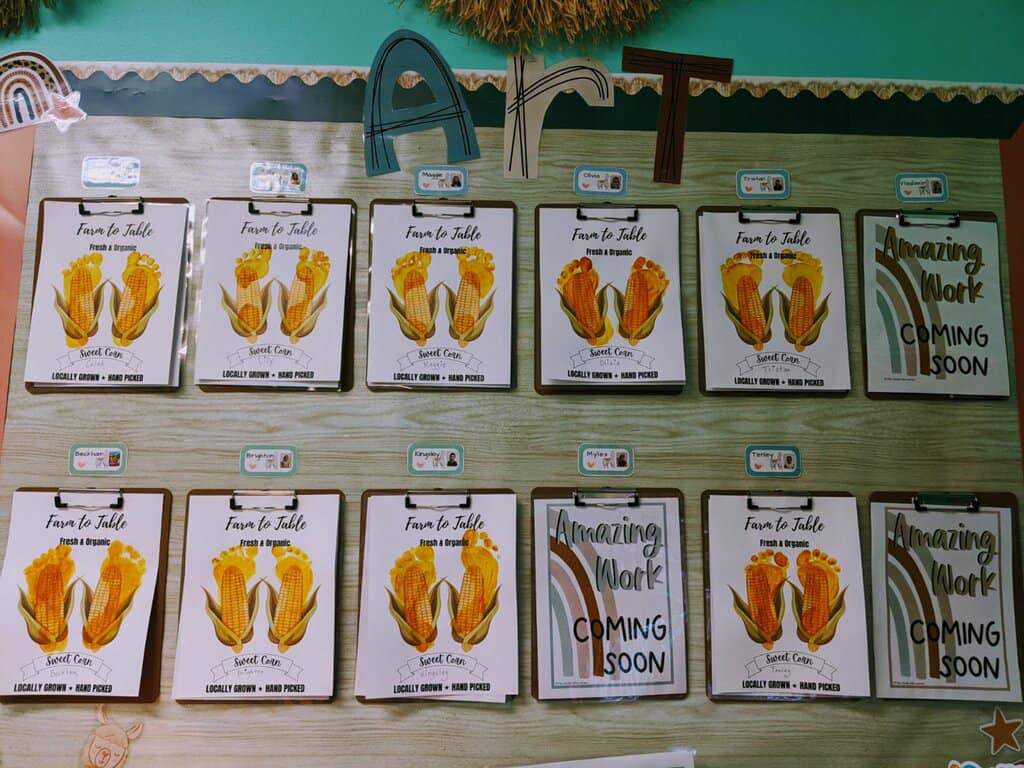 Art
Maggie
Olivia
Tristan
Vladimir
Farm to Table
Fresh & Organic
Sweet Corn
LOCALLY GROWN • HAND PICKED
Farm to Table
Fresh & Organic
Sweet Corn
LOCALLY GROWN • HAND PICKED
Farm to Table
Fresh & Organic
Sweet Corn
Maggie
LOCALLY GROWN • HAND PICKED
Farm to Table
Fresh & Organic
Sweet Corn
LOCALLY GROWN • HAND PICKED
Farm to Table
Fresh & Organic
Sweet Corn
Tristan
LOCALLY GROWN • HAND PICKED
Amazing
Work
COMING
SOON
Beckham
Brighton
Kingsley
Myles
Tenley
Farm to Table
Fresh & Organic
Sweet Corn
LOCALLY GROWN • HAND PICKED
Farm to Table
Fresh & Organic
Sweet Corn
Brighton
LOCALLY GROWN • HAND PICKED
Farm to Table
Fresh & Organic
Sweet Corn
Kingsley
LOCALLY GROWN • HAND PICKED
Amazing
Work
COMING
SOON
Farm to Table
Fresh & Organic
Sweet Corn
Tenley
LOCALLY GROWN • HAND PICKED
Amazing
Work
COMING
SOON